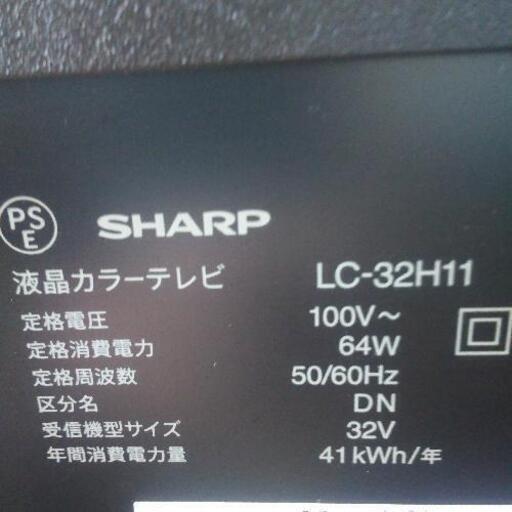 PS
E
SHARP
液晶カラーテレビ LC-32H11
定格電圧 100V～
定格消費電力 64W
定格周波数 50/60Hz
区分名 DN
受信機型サイズ 32V
年間消費電力量 41kWh/年